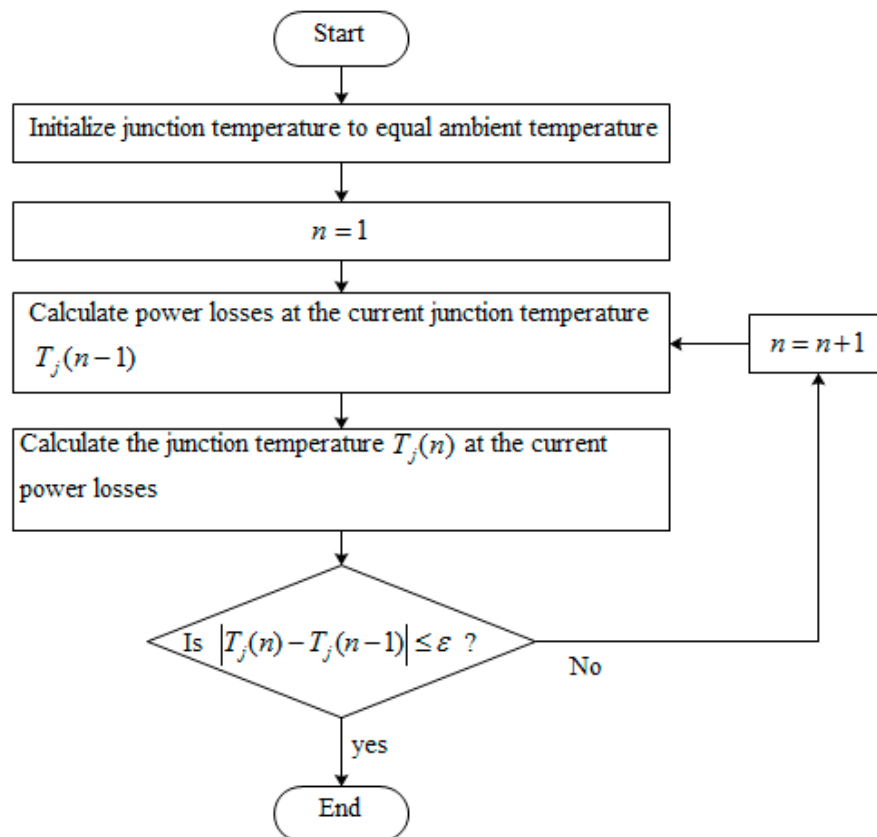 Start
Initialize junction temperature to equal ambient temperature
n = 1
Calculate power losses at the current junction temperature
T_j(n−1)
n = n+1
Calculate the junction temperature T_j(n) at the current
power losses
Is |T_j(n) − T_j(n−1)| ≤ ε ?
No
yes
End